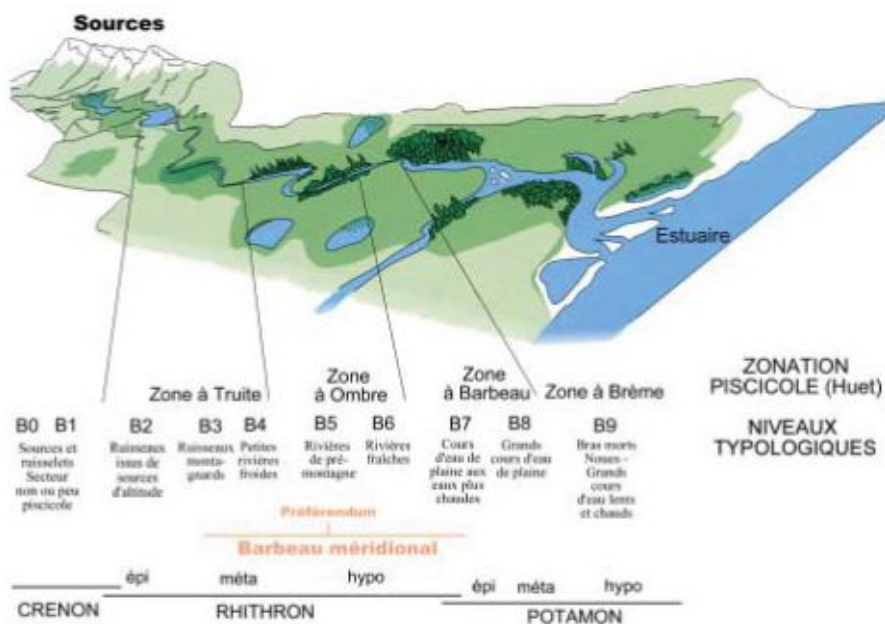 Sources
Estuaire
ZONATION
PISCICOLE (Huet)
Zone à Truite
Zone
à Ombre
Zone
à Barbeau
Zone à Brème
NIVEAUX
TYPOLOGIQUES
B0 B1
Sources et
ruisselets
Secteur
non ou peu
piscicole
B2
Ruisseaux
issus de
sources
d'altitude
B3
Ruisseaux
monta-
gnards
B4
Petites
rivières
froides
B5
Rivières
de pré-
montagne
B6
Rivières
fraîches
B7
Cours
d'eau de
plaine aux
eaux plus
chaudes
B8
Grands
cours d'eau
de plaine
B9
Bras morts
Noues -
Grands
cours
d'eau lents
et chauds
Préférendum
Barbeau méridional
épi méta hypo
épi méta hypo
CRENON
RHITHRON
POTAMON